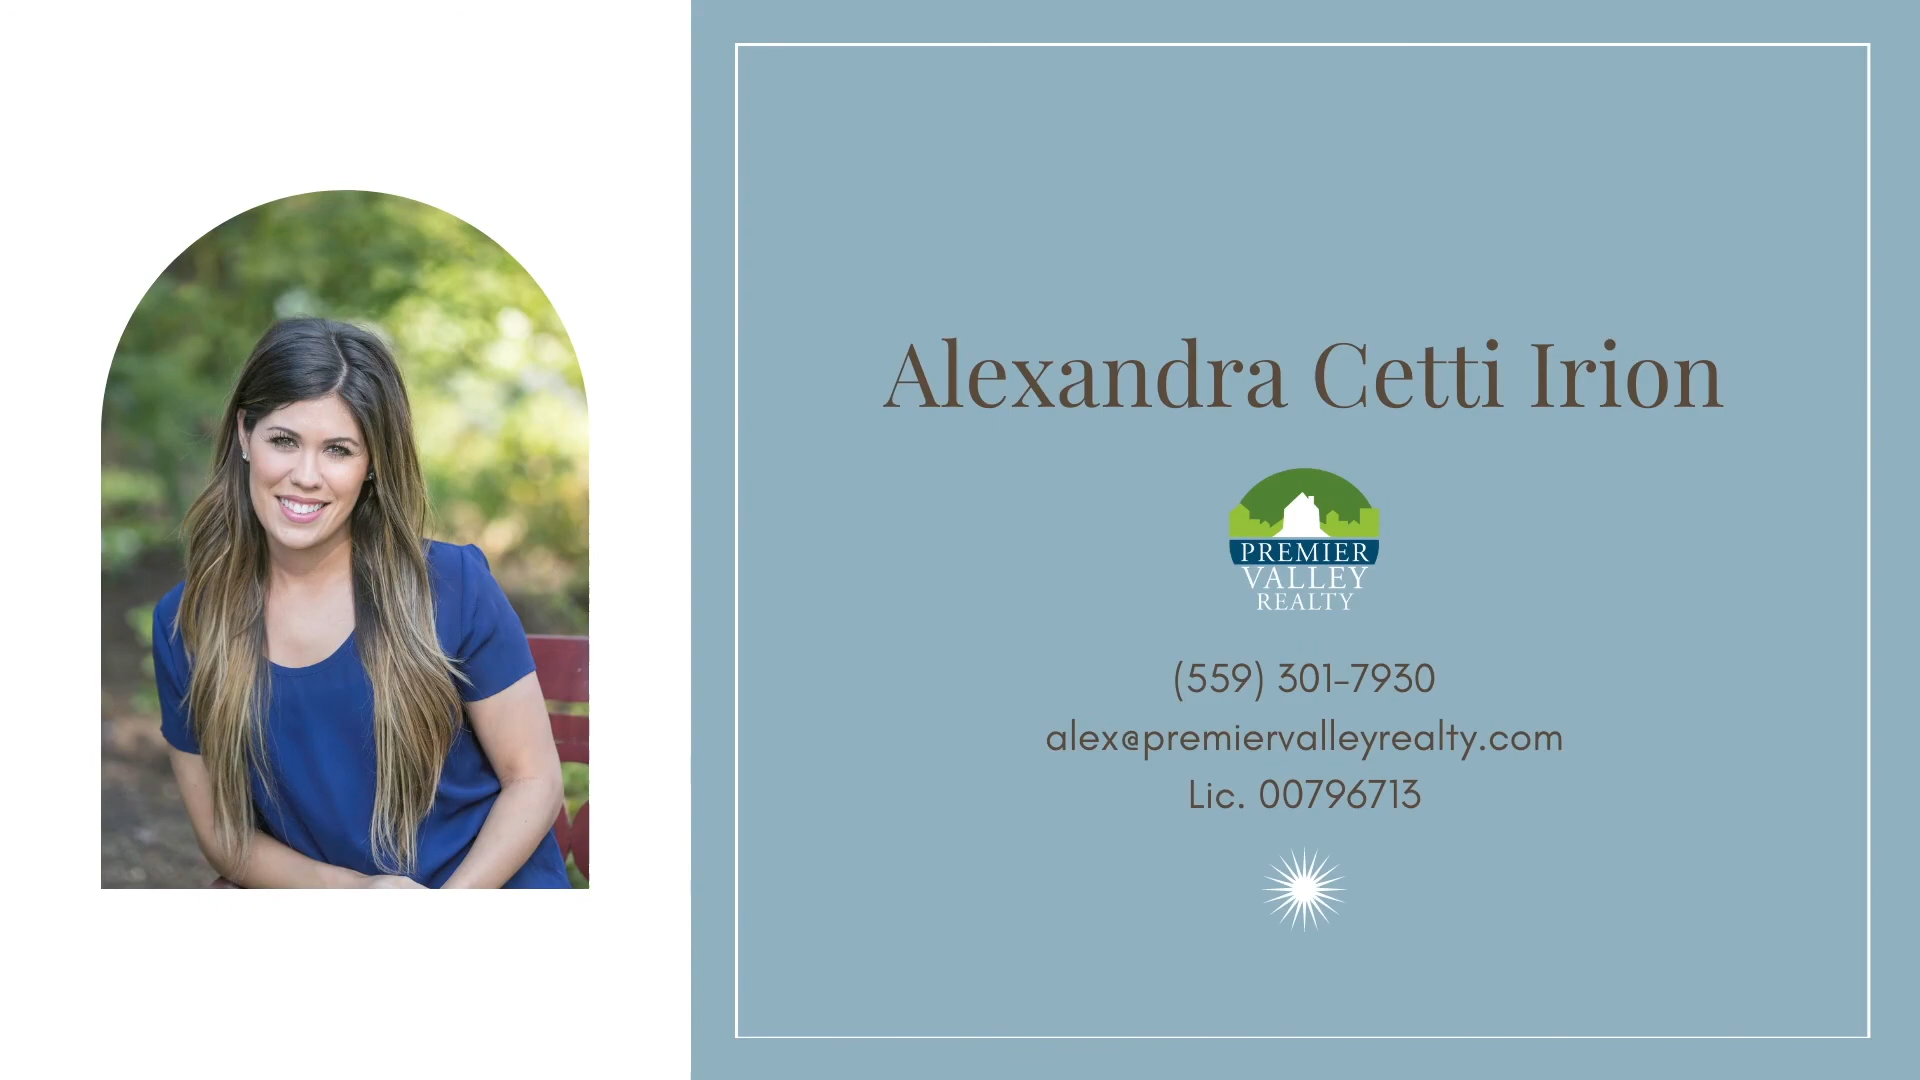 Alexandra Cetti Irion
PREMIER
VALLEY
REALTY
(559) 301-7930
alex@premiervalleyrealty.com
Lic. 00796713